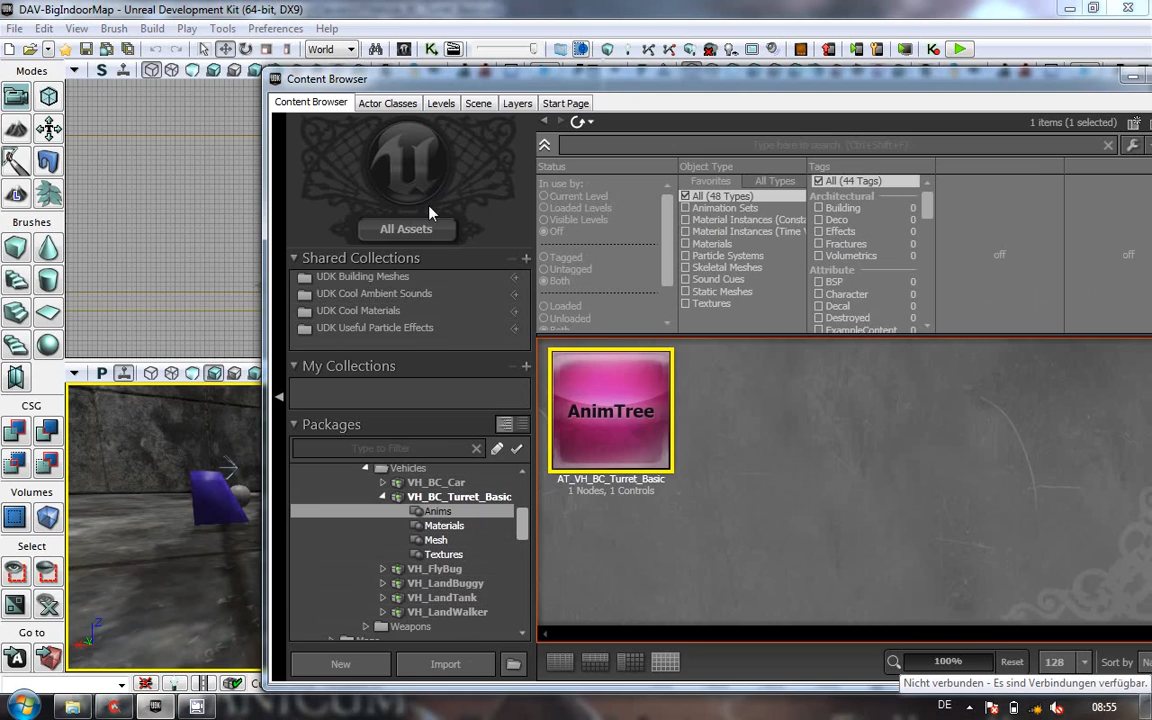 DAV-BigIndoorMap - Unreal Development Kit (64-bit, DX9)
File Edit View Brush Build Play Tools Preferences Help
World
Modes
Content Browser
Content Browser Actor Classes Levels Scene Layers Start Page
1 items (1 selected)
Type here to search. (Ctrl+Shift+F)
All Assets
Status Object Type Tags
In use by:
Current Level
Loaded Levels
Visible Levels
Off
Tagged
Untagged
Both
Loaded
Unloaded
Both
Favorites All Types
All (48 Types)
Animation Sets
Material Instances (Consta
Material Instances (Time
Materials
Particle Systems
Skeletal Meshes
Sound Cues
Static Meshes
Textures
All (44 Tags)
Architectural
Building 0
Deco 0
Effects 0
Fractures 0
Volumetrics 0
Attribute
BSP 0
Character 0
Decal 0
Destroyed 0
ExampleContent
off off
Shared Collections
UDK Building Meshes
UDK Cool Ambient Sounds
UDK Cool Materials
UDK Useful Particle Effects
My Collections
Packages
Type to Filter
Vehicles
VH_BC_Car
VH_BC_Turret_Basic
Anims
Materials
Mesh
Textures
VH_FlyBug
VH_LandBuggy
VH_LandTank
VH_LandWalker
Weapons
New Import
AnimTree
AT_VH_BC_Turret_Basic
1 Nodes, 1 Controls
100% Reset 128 Sort by
Nicht verbunden - Es sind Verbindungen verfügbar.
Brushes
CSG
Volumes
Select
Go to
DE 08:55